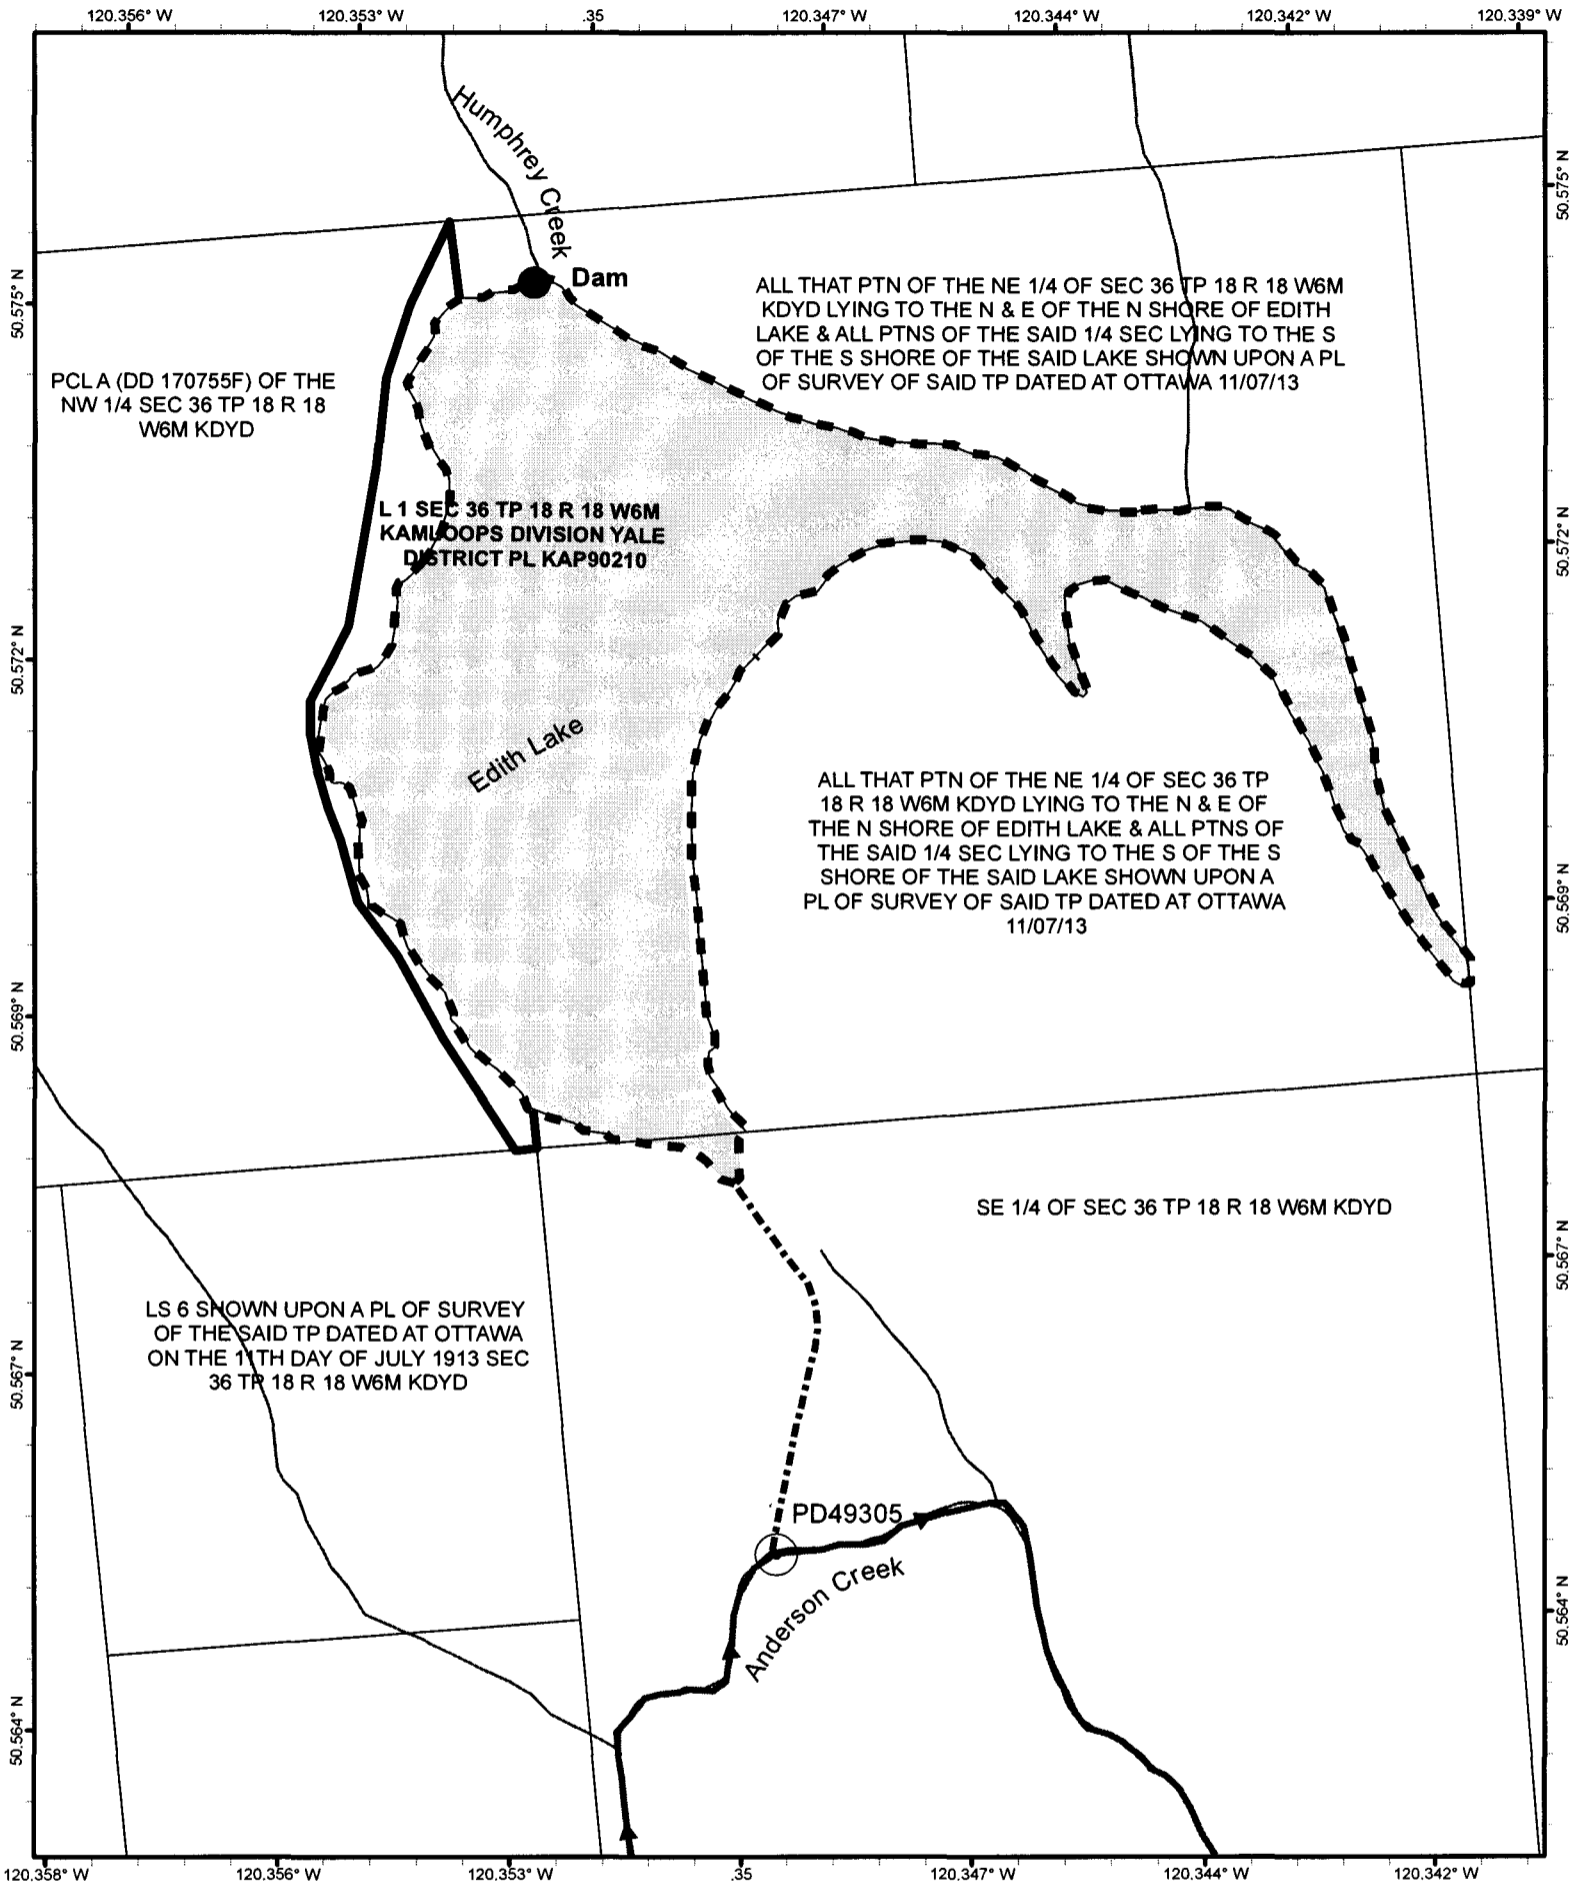 120.356° W
120.353° W
.35
120.347° W
120.344° W
120.342° W
120.339° W
Humphrey Creek
50.575° N
Dam
50.575° N
ALL THAT PTN OF THE NE 1/4 OF SEC 36 TP 18 R 18 W6M
KDYD LYING TO THE N & E OF THE N SHORE OF EDITH
LAKE & ALL PTNS OF THE SAID 1/4 SEC LYING TO THE S
OF THE S SHORE OF THE SAID LAKE SHOWN UPON A PL
OF SURVEY OF SAID TP DATED AT OTTAWA 11/07/13
PCL A (DD 170755F) OF THE
NW 1/4 SEC 36 TP 18 R 18
W6M KDYD
L 1 SEC 36 TP 18 R 18 W6M
KAMLOOPS DIVISION YALE
DISTRICT PL KAP90210
50.572° N
50.572° N
Edith Lake
ALL THAT PTN OF THE NE 1/4 OF SEC 36 TP
18 R 18 W6M KDYD LYING TO THE N & E OF
THE N SHORE OF EDITH LAKE & ALL PTNS OF
THE SAID 1/4 SEC LYING TO THE S OF THE S
SHORE OF THE SAID LAKE SHOWN UPON A
PL OF SURVEY OF SAID TP DATED AT OTTAWA
11/07/13
50.569° N
50.569° N
SE 1/4 OF SEC 36 TP 18 R 18 W6M KDYD
50.567° N
LS 6 SHOWN UPON A PL OF SURVEY
OF THE SAID TP DATED AT OTTAWA
ON THE 11TH DAY OF JULY 1913 SEC
36 TP 18 R 18 W6M KDYD
50.567° N
PD49305
Anderson Creek
50.564° N
50.564° N
120.358° W
120.356° W
120.353° W
.35
120.347° W
120.344° W
120.342° W